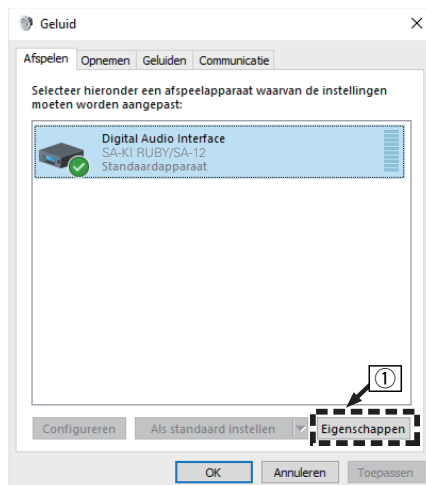 Geluid
Afspelen Opnemen Geluiden Communicatie
Selecteer hieronder een afspeelapparaat waarvan de instellingen
moeten worden aangepast:
Digital Audio Interface
SA-KI RUBY/SA-12
Standaardapparaat
①
Configureren Als standaard instellen Eigenschappen
OK Annuleren Toepassen